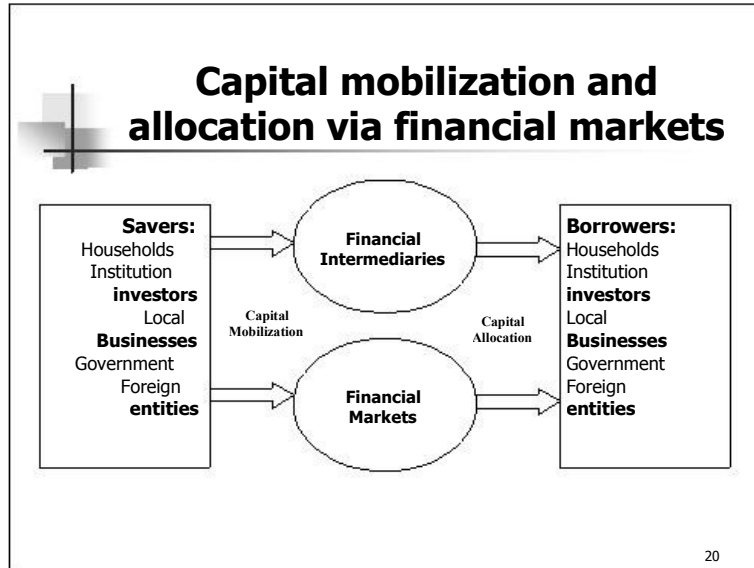 Capital mobilization and
allocation via financial markets
Savers:
Households
Institution
investors
Local
Businesses
Government
Foreign
entities
Capital
Mobilization
Financial
Intermediaries
Financial
Markets
Capital
Allocation
Borrowers:
Households
Institution
investors
Local
Businesses
Government
Foreign
entities
20